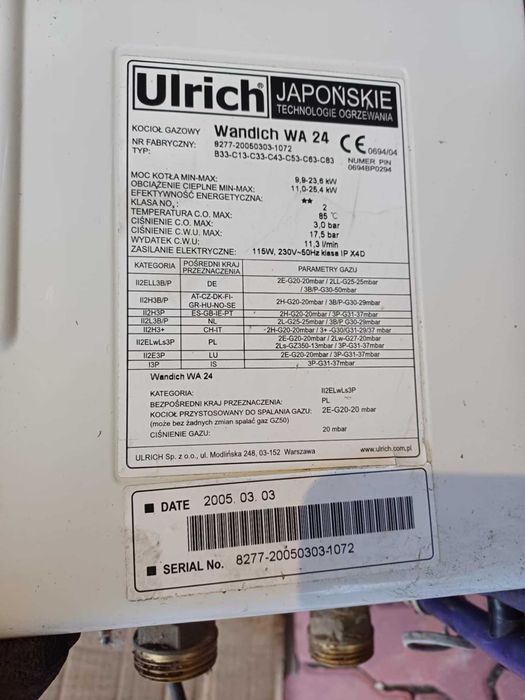 Ulrich® JAPOŃSKIE
TECHNOLOGIE OGRZEWANIA
KOCIOŁ GAZOWY Wandich WA 24
NR FABRYCZNY: 8277-20050303-1072
TYP: B33-C13-C33-C43-C53-C63-C83
CE 0694/04
NUMER PIN
0694BP0294
MOC KOTŁA MIN-MAX: 9,9-23,6 kW
OBCIĄŻENIE CIEPLNE MIN-MAX: 11,0-25,4 kW
EFEKTYWNOŚĆ ENERGETYCZNA: ★★
KLASA NOx: 2
TEMPERATURA C.O. MAX: 85 °C
CIŚNIENIE C.O. MAX: 3,0 bar
CIŚNIENIE C.W.U. MAX: 17,5 bar
WYDATEK C.W.U: 11,3 l/min
ZASILANIE ELEKTRYCZNE: 115W, 230V~50Hz klasa IP X4D
KATEGORIA POŚREDNI KRAJ PRZEZNACZENIA PARAMETRY GAZU
II2ELL3B/P DE 2E-G20-20mbar / 2LL-G25-25mbar / 3B/P-G30-50mbar
II2H3B/P AT-CZ-DK-FI-GR-HU-NO-SE 2H-G20-20mbar / 3B/P-G30-29mbar
II2H3P ES-GB-IE-PT 2H-G20-20mbar / 3P-G31-37mbar
II2L3B/P NL 2L-G25-25mbar / 3B/P-G30-29mbar
II2H3+ CH-IT 2H-G20-20mbar / 3+-G30/G31-29/37 mbar
II2ELwLs3P PL 2E-G20-20mbar / 2Lw-G27-20mbar
2Ls-GZ350-13mbar / 3P-G31-37mbar
II2E3P LU 2E-G20-20mbar / 3P-G31-37mbar
I3P IS 3P-G31-37mbar
Wandich WA 24
KATEGORIA: II2ELwLs3P
BEZPOŚREDNI KRAJ PRZEZNACZENIA: PL
KOCIOŁ PRZYSTOSOWANY DO SPALANIA GAZU: 2E-G20-20 mbar
(może bez żadnych zmian spalać gaz GZ50)
CIŚNIENIE GAZU: 20 mbar
ULRICH Sp. z o.o., ul. Modlińska 248, 03-152 Warszawa www.ulrich.com.pl
■ DATE 2005. 03. 03
■ SERIAL No. 8277-20050303-1072